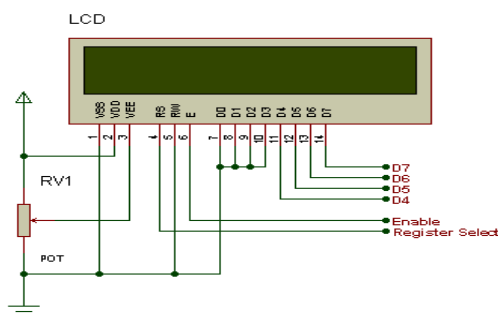 LCD
VSS VDD VEE RS RW E D0 D1 D2 D3 D4 D5 D6 D7
1 2 3 4 5 6 7 8 9 10 11 12 13 14
D7
D6
D5
D4
RV1
Enable
Register Select
POT